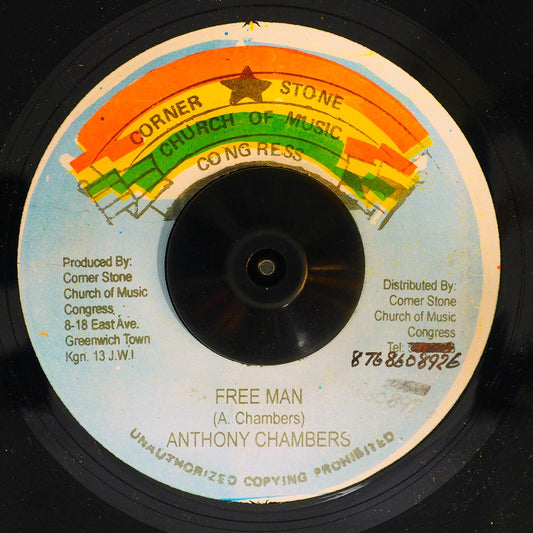 CORNER STONE
CHURCH OF MUSIC
CONGRESS
Produced By:
Corner Stone
Church of Music
Congress
8-18 East Ave.
Greenwich Town
Kgn. 13 J.W.I
Distributed By:
Corner Stone
Church of Music
Congress
Tel:
8768608926
FREE MAN
(A. Chambers)
ANTHONY CHAMBERS
UNAUTHORIZED COPYING PROHIBITED